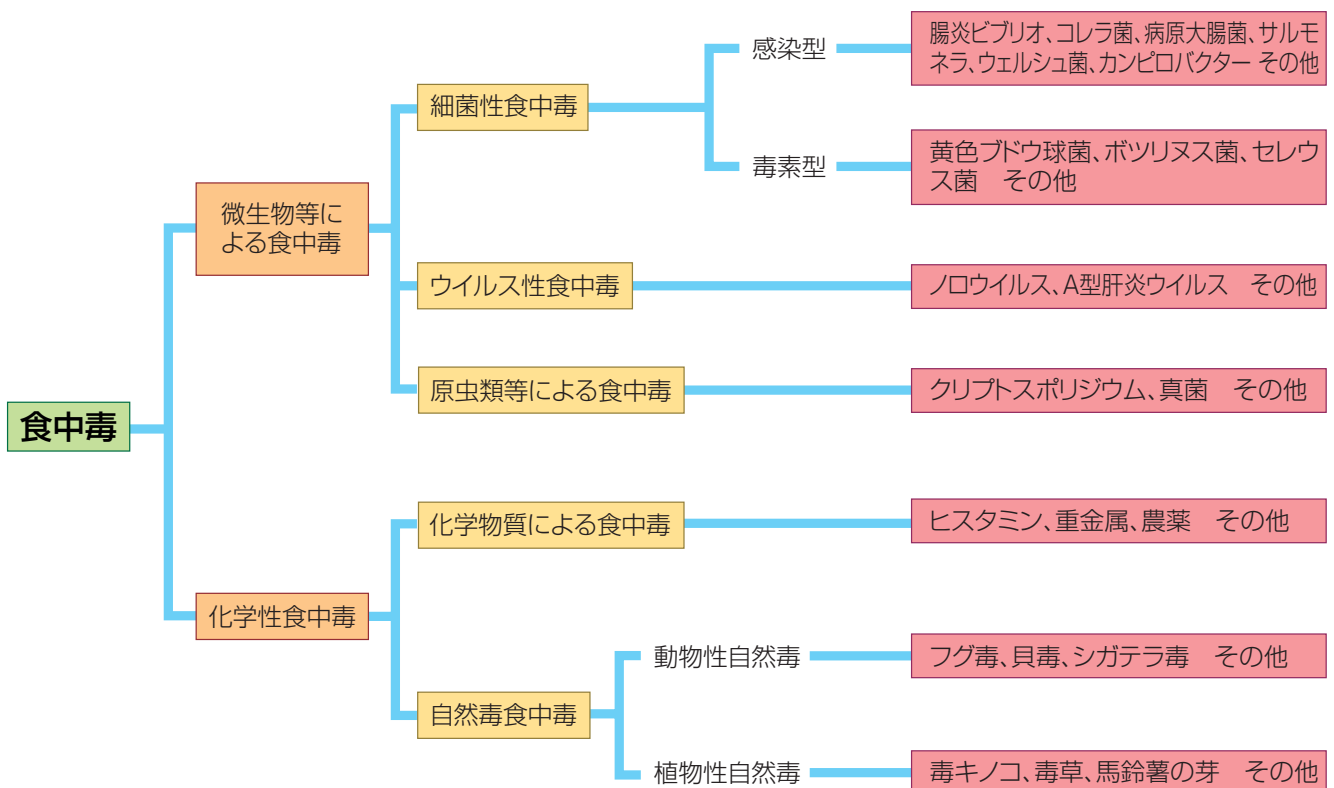 食中毒
微生物等に
よる食中毒
細菌性食中毒
感染型
腸炎ビブリオ、コレラ菌、病原大腸菌、サルモ
ネラ、ウェルシュ菌、カンピロバクター その他
毒素型
黄色ブドウ球菌、ボツリヌス菌、セレウ
ス菌　その他
ウイルス性食中毒
ノロウイルス、A型肝炎ウイルス　その他
原虫類等による食中毒
クリプトスポリジウム、真菌　その他
化学性食中毒
化学物質による食中毒
ヒスタミン、重金属、農薬　その他
自然毒食中毒
動物性自然毒
フグ毒、貝毒、シガテラ毒　その他
植物性自然毒
毒キノコ、毒草、馬鈴薯の芽　その他